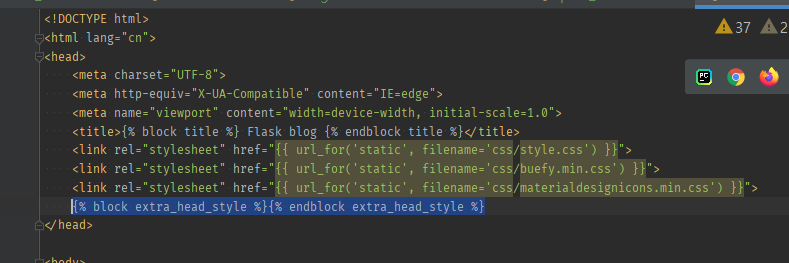 <!DOCTYPE html>
37
2
<html lang="cn">
<head>
<meta charset="UTF-8">
<meta http-equiv="X-UA-Compatible" content="IE=edge">
PC
<meta name="viewport" content="width=device-width, initial-scale=1.0">
<title>{% block title %} Flask blog {% endblock title %}</title>
<link rel="stylesheet" href="{{ url_for('static', filename='css/style.css') }}">
<link rel="stylesheet" href="{{ url_for('static', filename='css/buefy.min.css') }}">
<link rel="stylesheet" href="{{ url_for('static', filename='css/materialdesignicons.min.css') }}">
{% block extra_head_style %}{% endblock extra_head_style %}
</head>
<body>